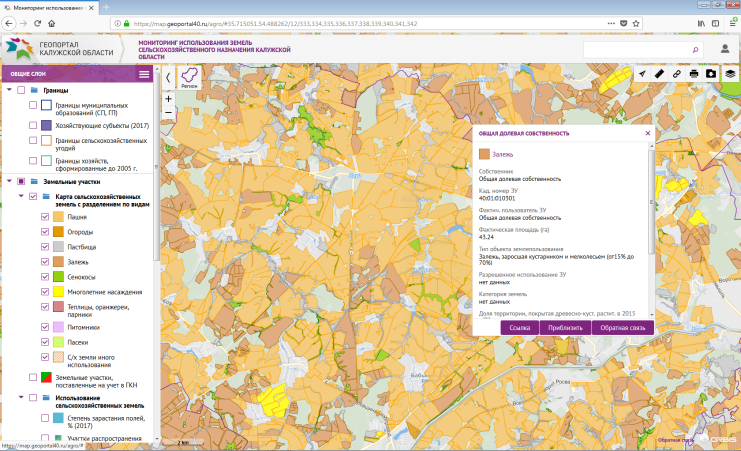 Мониторинг использования
https://map.geoportal40.ru/agro/#35.715051,54.488262/12/333,334,335,336,337,338,339,340,341,342
ГЕОПОРТАЛ
КАЛУЖСКОЙ ОБЛАСТИ
МОНИТОРИНГ ИСПОЛЬЗОВАНИЯ ЗЕМЕЛЬ
СЕЛЬСКОХОЗЯЙСТВЕННОГО НАЗНАЧЕНИЯ КАЛУЖСКОЙ
ОБЛАСТИ
ОБЩИЕ СЛОИ
Границы
Границы муниципальных
образований (СП, ГП)
Хозяйствующие субъекты (2017)
Границы сельскохозяйственных
угодий
Границы хозяйств,
сформированные до 2005 г.
Земельные участки
Карта сельскохозяйственных
земель с разделением по видам
Пашня
Огороды
Пастбища
Залежь
Сенокосы
Многолетние насаждения
Теплицы, оранжереи,
парники
Питомники
Пасеки
С/х земли иного
использования
Земельные участки,
поставленные на учет в ГКН
Использование
сельскохозяйственных земель
Степень зарастания полей,
% (2017)
Участки распространения
https://map.geoportal40.ru/agro/#
Регион
+
−
ОБЩАЯ ДОЛЕВАЯ СОБСТВЕННОСТЬ
Залежь
Собственник
Общая долевая собственность
Кад. номер ЗУ
40:01:010301
Фактич. пользователь ЗУ
Общая долевая собственность
Фактическая площадь (га)
43.24
Тип объекта землепользования
Залежь, заросшая кустарником и мелколесьем (от15% до
70%)
Разрешенное использование ЗУ
нет данных
Категория земель
нет данных
Доля территории, покрытая древесно-куст. растит. в 2015
Ссылка
Приблизить
Обратная связь
Росва
2 km
Обратная связь
ORBIS